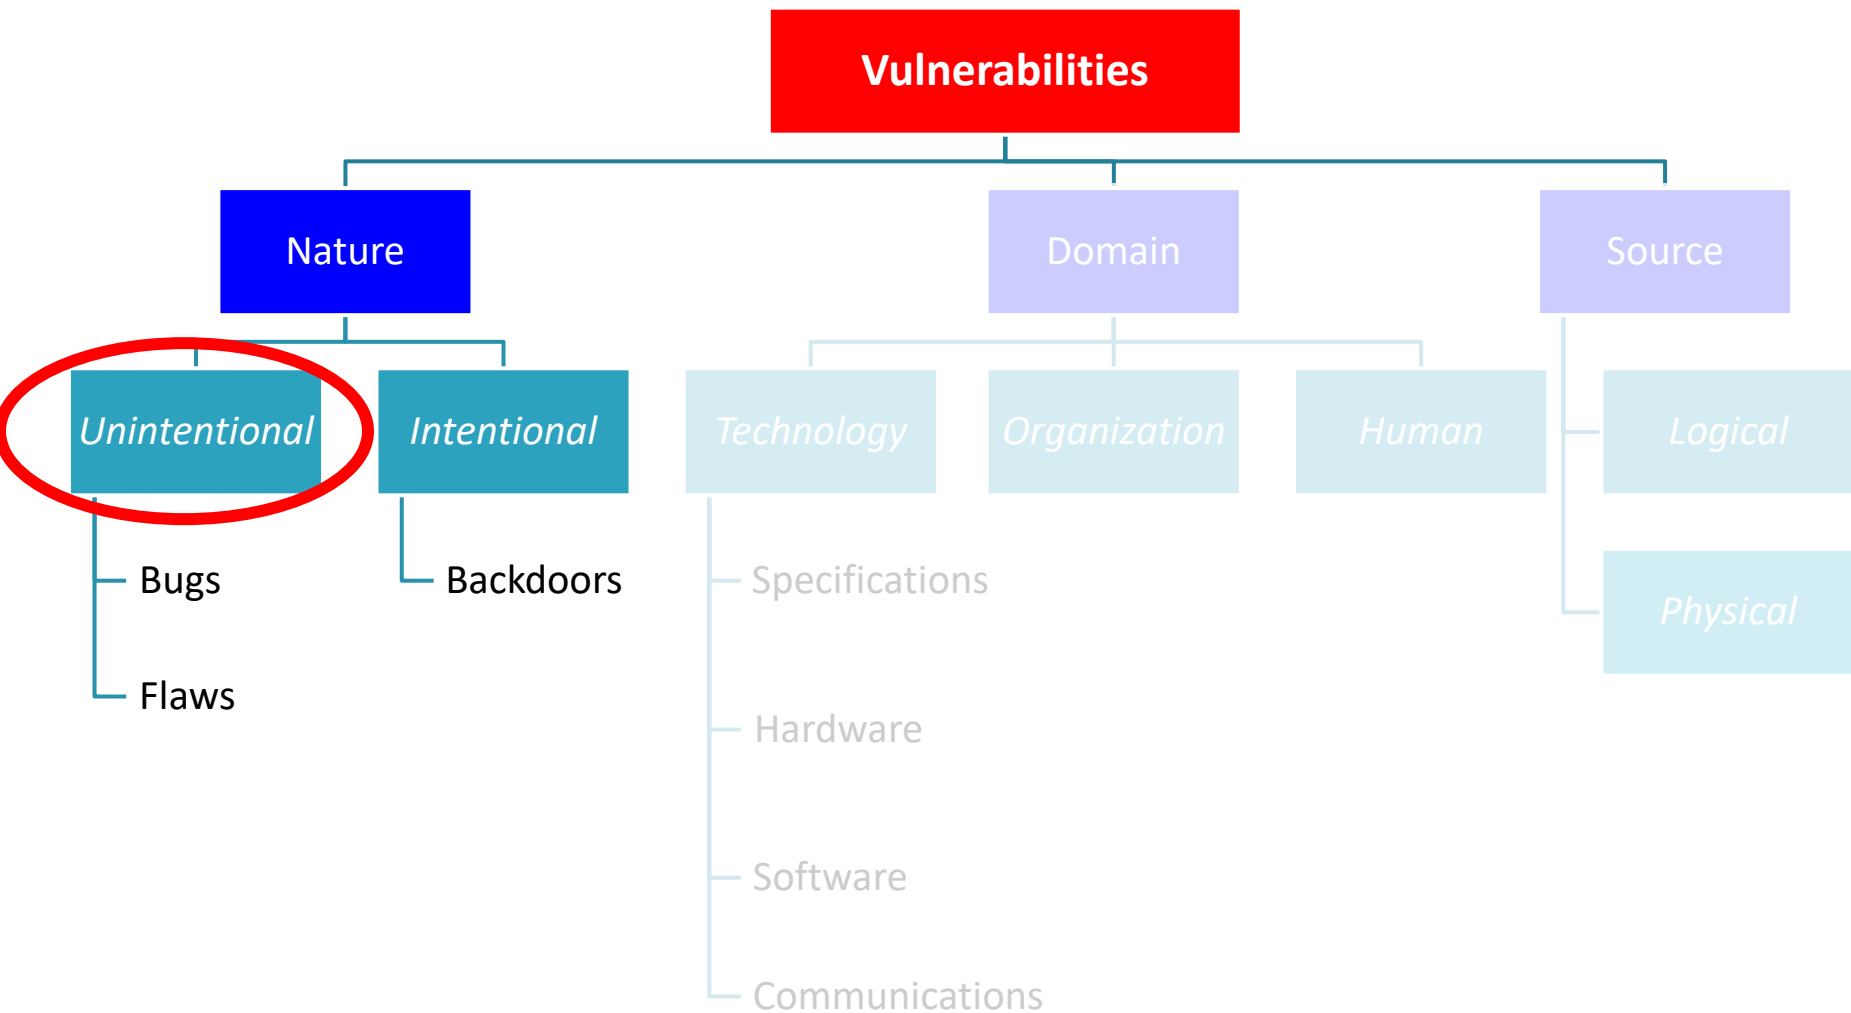 Vulnerabilities
Nature
Domain
Source
Unintentional
Intentional
Technology
Organization
Human
Logical
Bugs
Backdoors
Specifications
Physical
Flaws
Hardware
Software
Communications